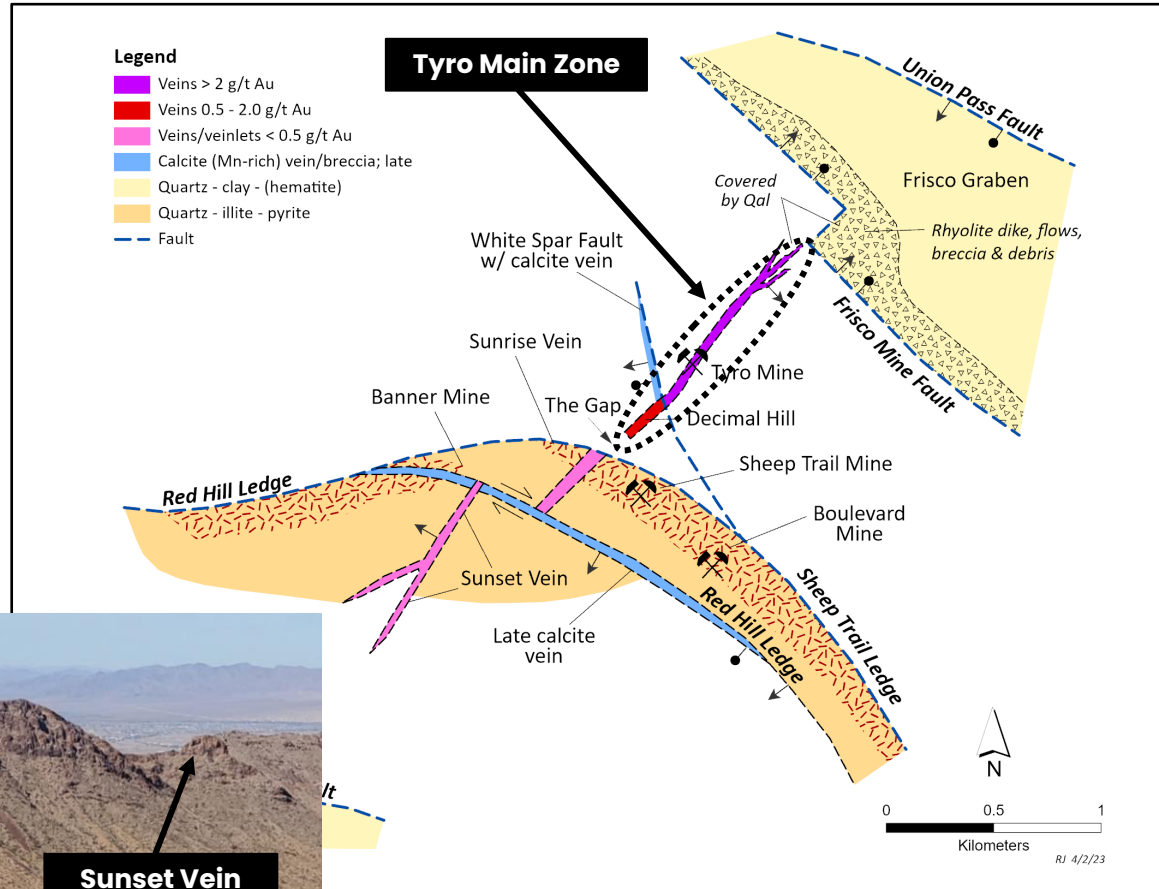 Legend
Veins > 2 g/t Au
Veins 0.5 - 2.0 g/t Au
Veins/veinlets < 0.5 g/t Au
Calcite (Mn-rich) vein/breccia; late
Quartz - clay - (hematite)
Quartz - illite - pyrite
Fault
Tyro Main Zone
Union Pass Fault
Frisco Graben
Covered
by Qal
Rhyolite dike, flows,
breccia & debris
White Spar Fault
w/ calcite vein
Frisco Mine Fault
Sunrise Vein
Tyro Mine
Banner Mine
The Gap
Decimal Hill
Sheep Trail Mine
Red Hill Ledge
Boulevard
Mine
Sunset Vein
Sheep Trail Ledge
Red Hill Ledge
Late calcite
vein
N
0 0.5 1
Kilometers
RJ 4/2/23
lt
Sunset Vein